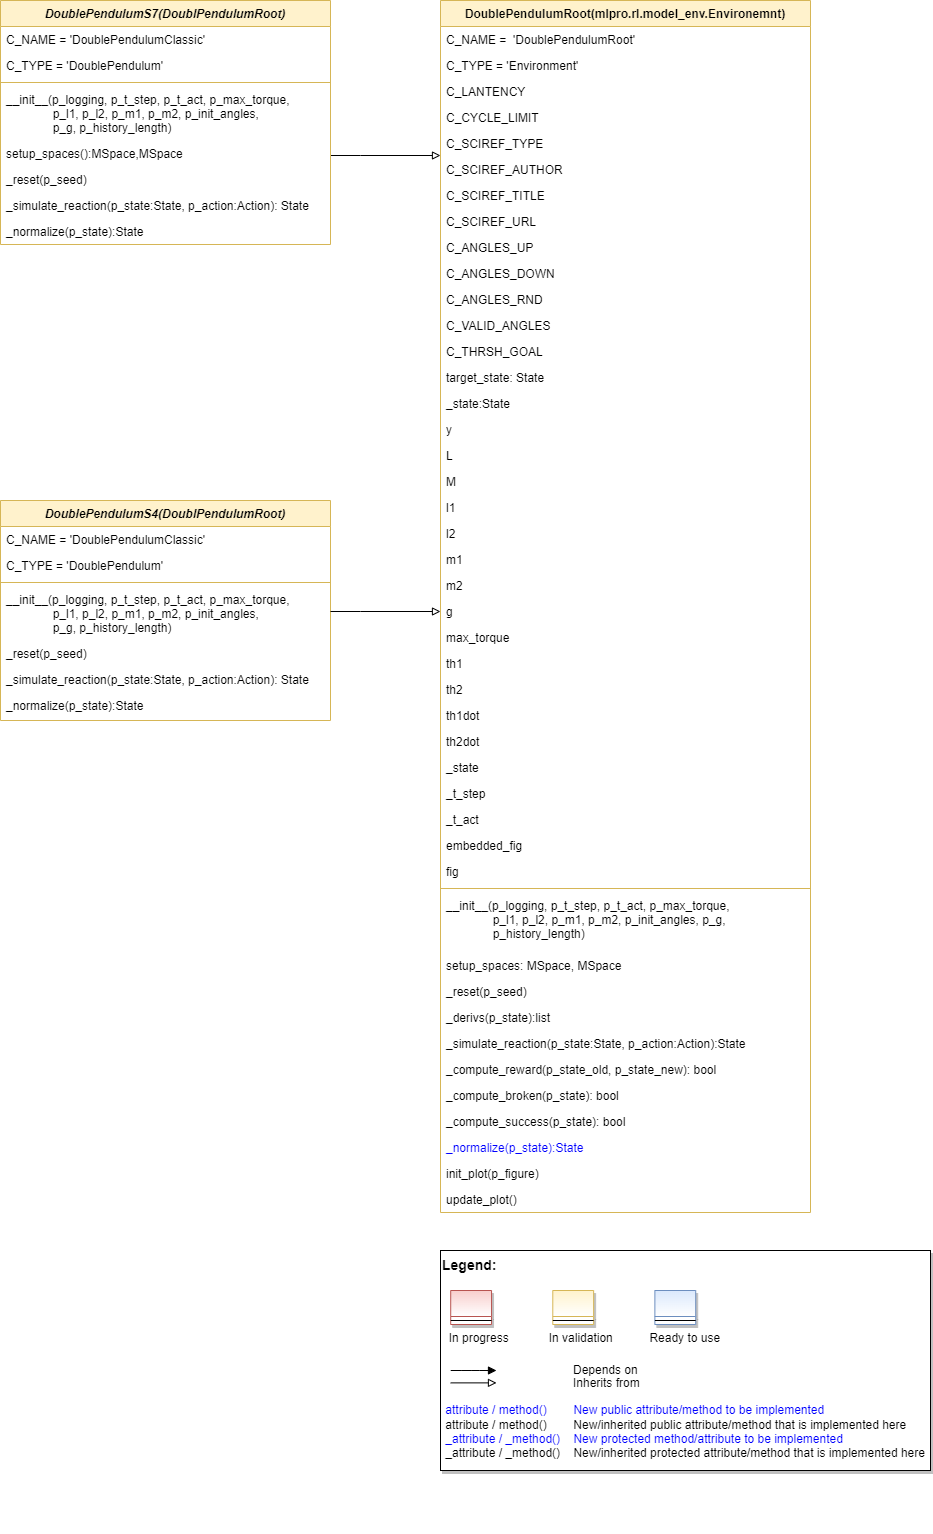 DoublePendulumS7(DoublPendulumRoot)
C_NAME = 'DoublePendulumClassic'
C_TYPE = 'DoublePendulum'
__init__(p_logging, p_t_step, p_t_act, p_max_torque,
p_l1, p_l2, p_m1, p_m2, p_init_angles,
p_g, p_history_length)
setup_spaces():MSpace,MSpace
_reset(p_seed)
_simulate_reaction(p_state:State, p_action:Action): State
_normalize(p_state):State
DoublePendulumS4(DoublPendulumRoot)
C_NAME = 'DoublePendulumClassic'
C_TYPE = 'DoublePendulum'
__init__(p_logging, p_t_step, p_t_act, p_max_torque,
p_l1, p_l2, p_m1, p_m2, p_init_angles,
p_g, p_history_length)
_reset(p_seed)
_simulate_reaction(p_state:State, p_action:Action): State
_normalize(p_state):State
DoublePendulumRoot(mlpro.rl.model_env.Environemnt)
C_NAME =  'DoublePendulumRoot'
C_TYPE = 'Environment'
C_LANTENCY
C_CYCLE_LIMIT
C_SCIREF_TYPE
C_SCIREF_AUTHOR
C_SCIREF_TITLE
C_SCIREF_URL
C_ANGLES_UP
C_ANGLES_DOWN
C_ANGLES_RND
C_VALID_ANGLES
C_THRSH_GOAL
target_state: State
_state:State
y
L
M
l1
l2
m1
m2
g
max_torque
th1
th2
th1dot
th2dot
_state
_t_step
_t_act
embedded_fig
fig
__init__(p_logging, p_t_step, p_t_act, p_max_torque,
p_l1, p_l2, p_m1, p_m2, p_init_angles, p_g,
p_history_length)
setup_spaces: MSpace, MSpace
_reset(p_seed)
_derivs(p_state):list
_simulate_reaction(p_state:State, p_action:Action):State
_compute_reward(p_state_old, p_state_new): bool
_compute_broken(p_state): bool
_compute_success(p_state): bool
_normalize(p_state):State
init_plot(p_figure)
update_plot()
Legend:
In progress In validation Ready to use
Depends on
Inherits from
attribute / method() New public attribute/method to be implemented
attribute / method() New/inherited public attribute/method that is implemented here
_attribute / _method() New protected method/attribute to be implemented
_attribute / _method() New/inherited protected attribute/method that is implemented here